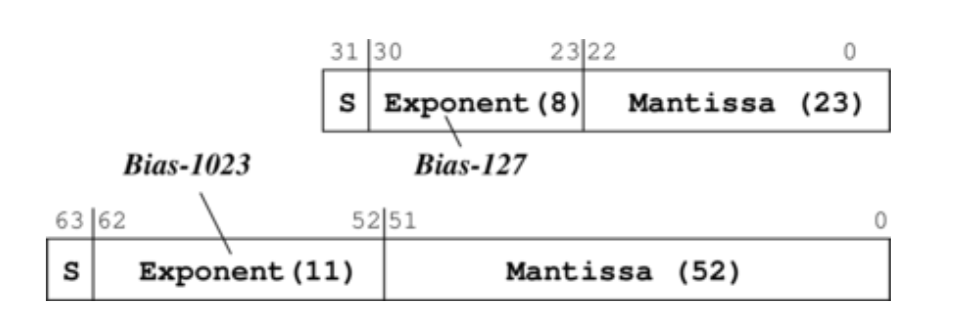 31 30 23 22 0
S Exponent(8) Mantissa (23)
Bias-1023 Bias-127
63 62 52 51 0
S Exponent(11) Mantissa (52)